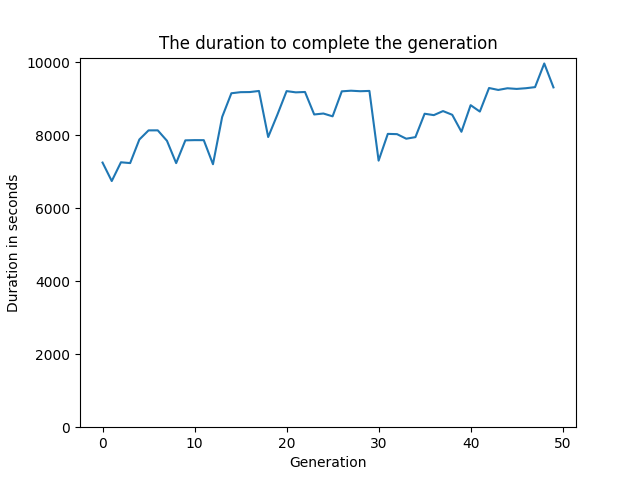 The duration to complete the generation
10000
8000
6000
4000
2000
0
Duration in seconds
0 10 20 30 40 50
Generation